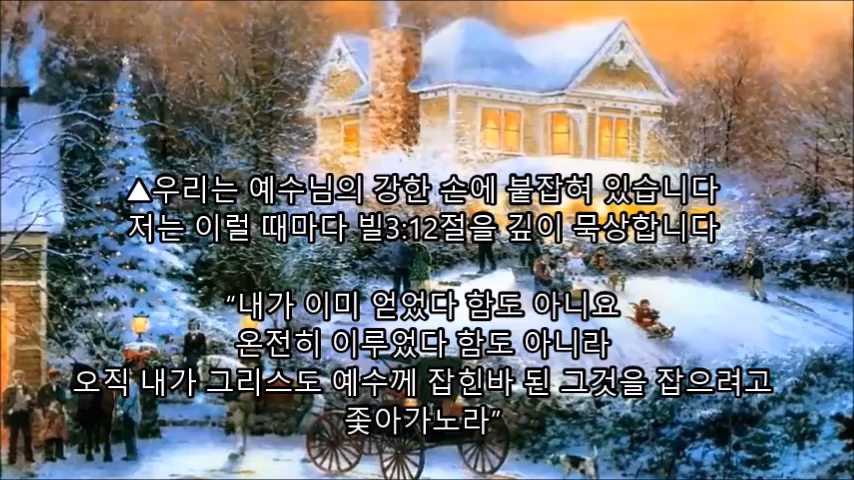 ▲우리는 예수님의 강한 손에 붙잡혀 있습니다
저는 이럴 때마다 빌3:12절을 깊이 묵상합니다
“내가 이미 얻었다 함도 아니요
온전히 이루었다 함도 아니라
오직 내가 그리스도 예수께 잡힌바 된 그것을 잡으려고
좇아가노라”